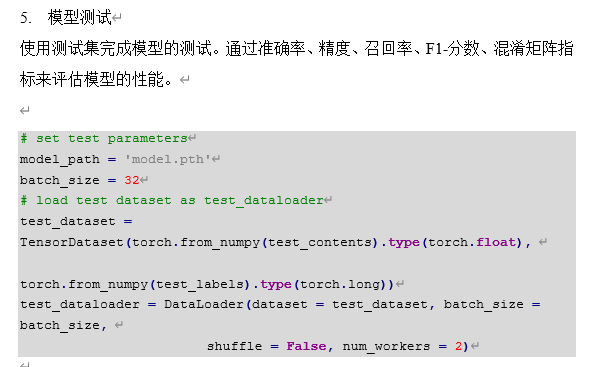 5. 模型测试
使用测试集完成模型的测试。通过准确率、精度、召回率、F1-分数、混淆矩阵指
标来评估模型的性能。
# set test parameters
model_path = 'model.pth'
batch_size = 32
# load test dataset as test_dataloader
test_dataset =
TensorDataset(torch.from_numpy(test_contents).type(torch.float),
torch.from_numpy(test_labels).type(torch.long))
test_dataloader = DataLoader(dataset = test_dataset, batch_size =
batch_size,
shuffle = False, num_workers = 2)